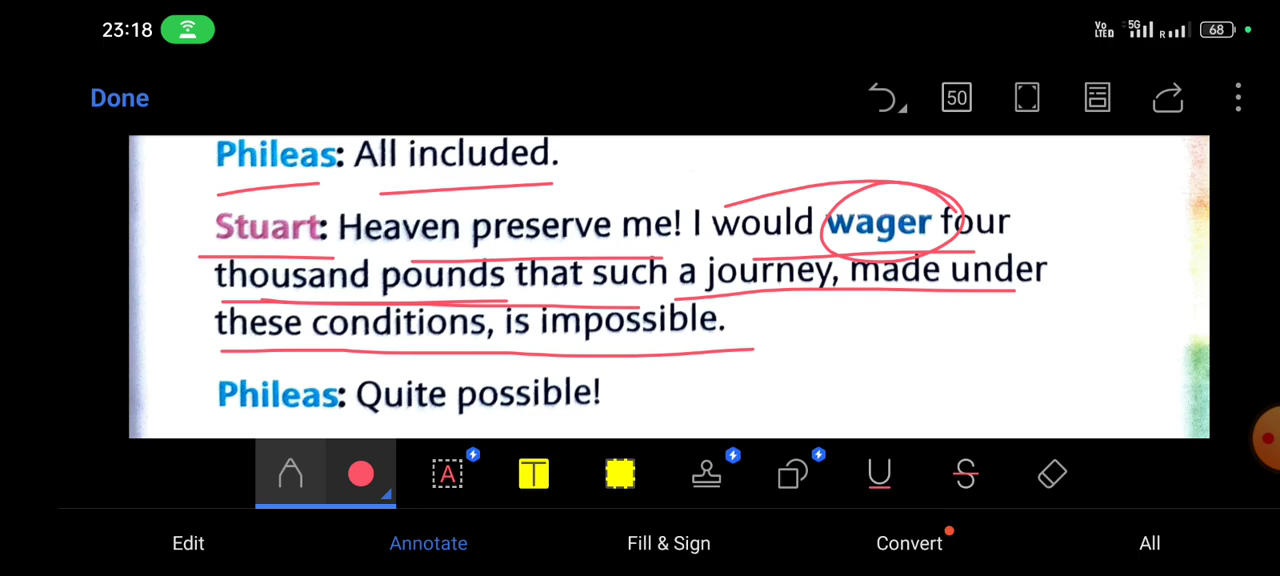 23:18 Vo LTE 5G R 68
Done 50
Phileas: All included.
Stuart: Heaven preserve me! I would wager four
thousand pounds that such a journey, made under
these conditions, is impossible.
Phileas: Quite possible!
A T U S
Edit Annotate Fill & Sign Convert All